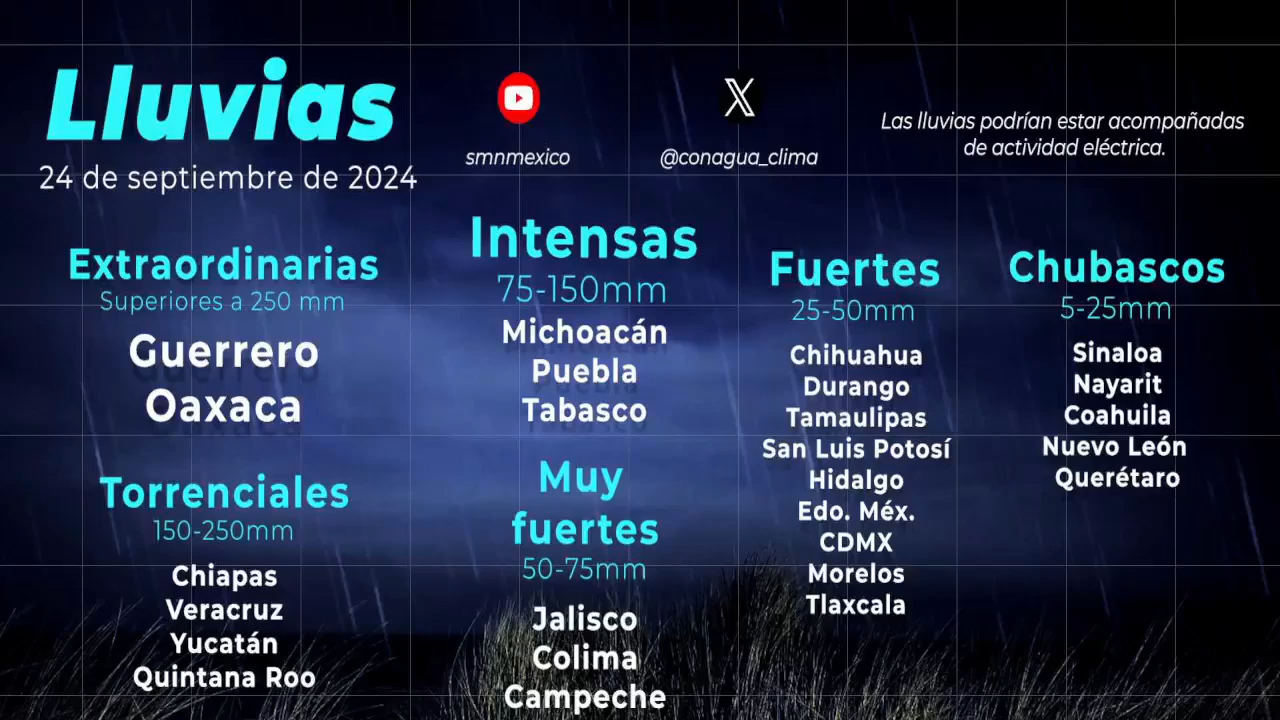 Lluvias
24 de septiembre de 2024
smnmexico
@conagua_clima
Las lluvias podrían estar acompañadas
de actividad eléctrica.
Extraordinarias
Superiores a 250 mm
Guerrero
Oaxaca
Torrenciales
150-250mm
Chiapas
Veracruz
Yucatán
Quintana Roo
Intensas
75-150mm
Michoacán
Puebla
Tabasco
Muy
fuertes
50-75mm
Jalisco
Colima
Campeche
Fuertes
25-50mm
Chihuahua
Durango
Tamaulipas
San Luis Potosí
Hidalgo
Edo. Méx.
CDMX
Morelos
Tlaxcala
Chubascos
5-25mm
Sinaloa
Nayarit
Coahuila
Nuevo León
Querétaro